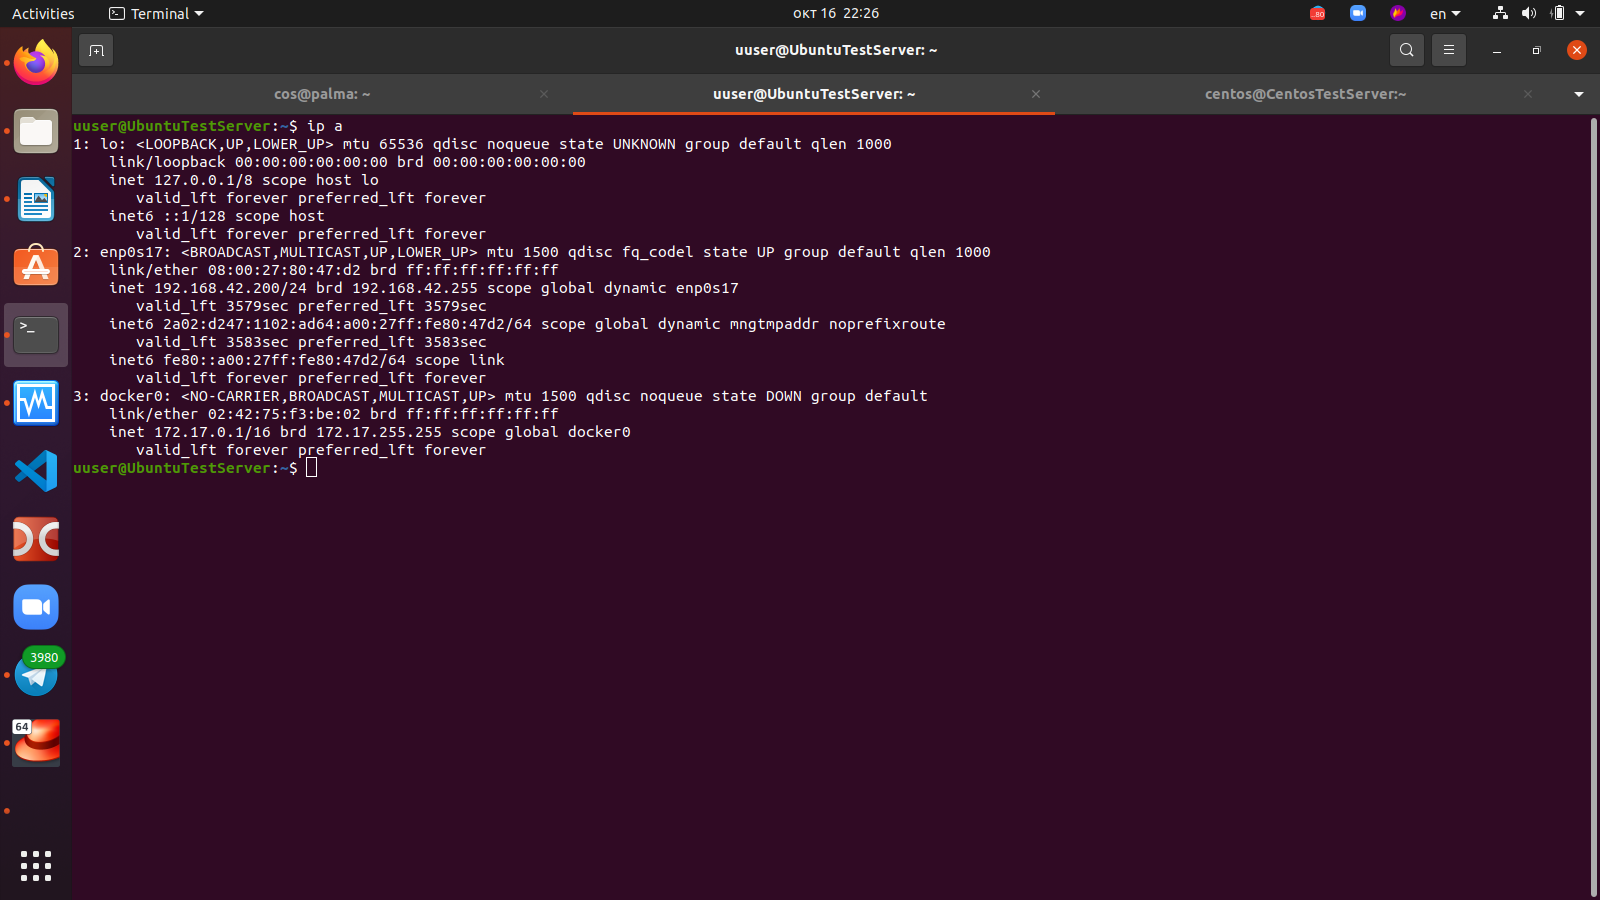 Activities
Terminal
окт 16 22:26
80
en
uuser@UbuntuTestServer: ~
cos@palma: ~
uuser@UbuntuTestServer: ~
centos@CentosTestServer:~
uuser@UbuntuTestServer:~$ ip a
1: lo: <LOOPBACK,UP,LOWER_UP> mtu 65536 qdisc noqueue state UNKNOWN group default qlen 1000
    link/loopback 00:00:00:00:00:00 brd 00:00:00:00:00:00
    inet 127.0.0.1/8 scope host lo
       valid_lft forever preferred_lft forever
    inet6 ::1/128 scope host
       valid_lft forever preferred_lft forever
2: enp0s17: <BROADCAST,MULTICAST,UP,LOWER_UP> mtu 1500 qdisc fq_codel state UP group default qlen 1000
    link/ether 08:00:27:80:47:d2 brd ff:ff:ff:ff:ff:ff
    inet 192.168.42.200/24 brd 192.168.42.255 scope global dynamic enp0s17
       valid_lft 3579sec preferred_lft 3579sec
    inet6 2a02:d247:1102:ad64:a00:27ff:fe80:47d2/64 scope global dynamic mngtmpaddr noprefixroute
       valid_lft 3583sec preferred_lft 3583sec
    inet6 fe80::a00:27ff:fe80:47d2/64 scope link
       valid_lft forever preferred_lft forever
3: docker0: <NO-CARRIER,BROADCAST,MULTICAST,UP> mtu 1500 qdisc noqueue state DOWN group default
    link/ether 02:42:75:f3:be:02 brd ff:ff:ff:ff:ff:ff
    inet 172.17.0.1/16 brd 172.17.255.255 scope global docker0
       valid_lft forever preferred_lft forever
uuser@UbuntuTestServer:~$
>_
3980
64